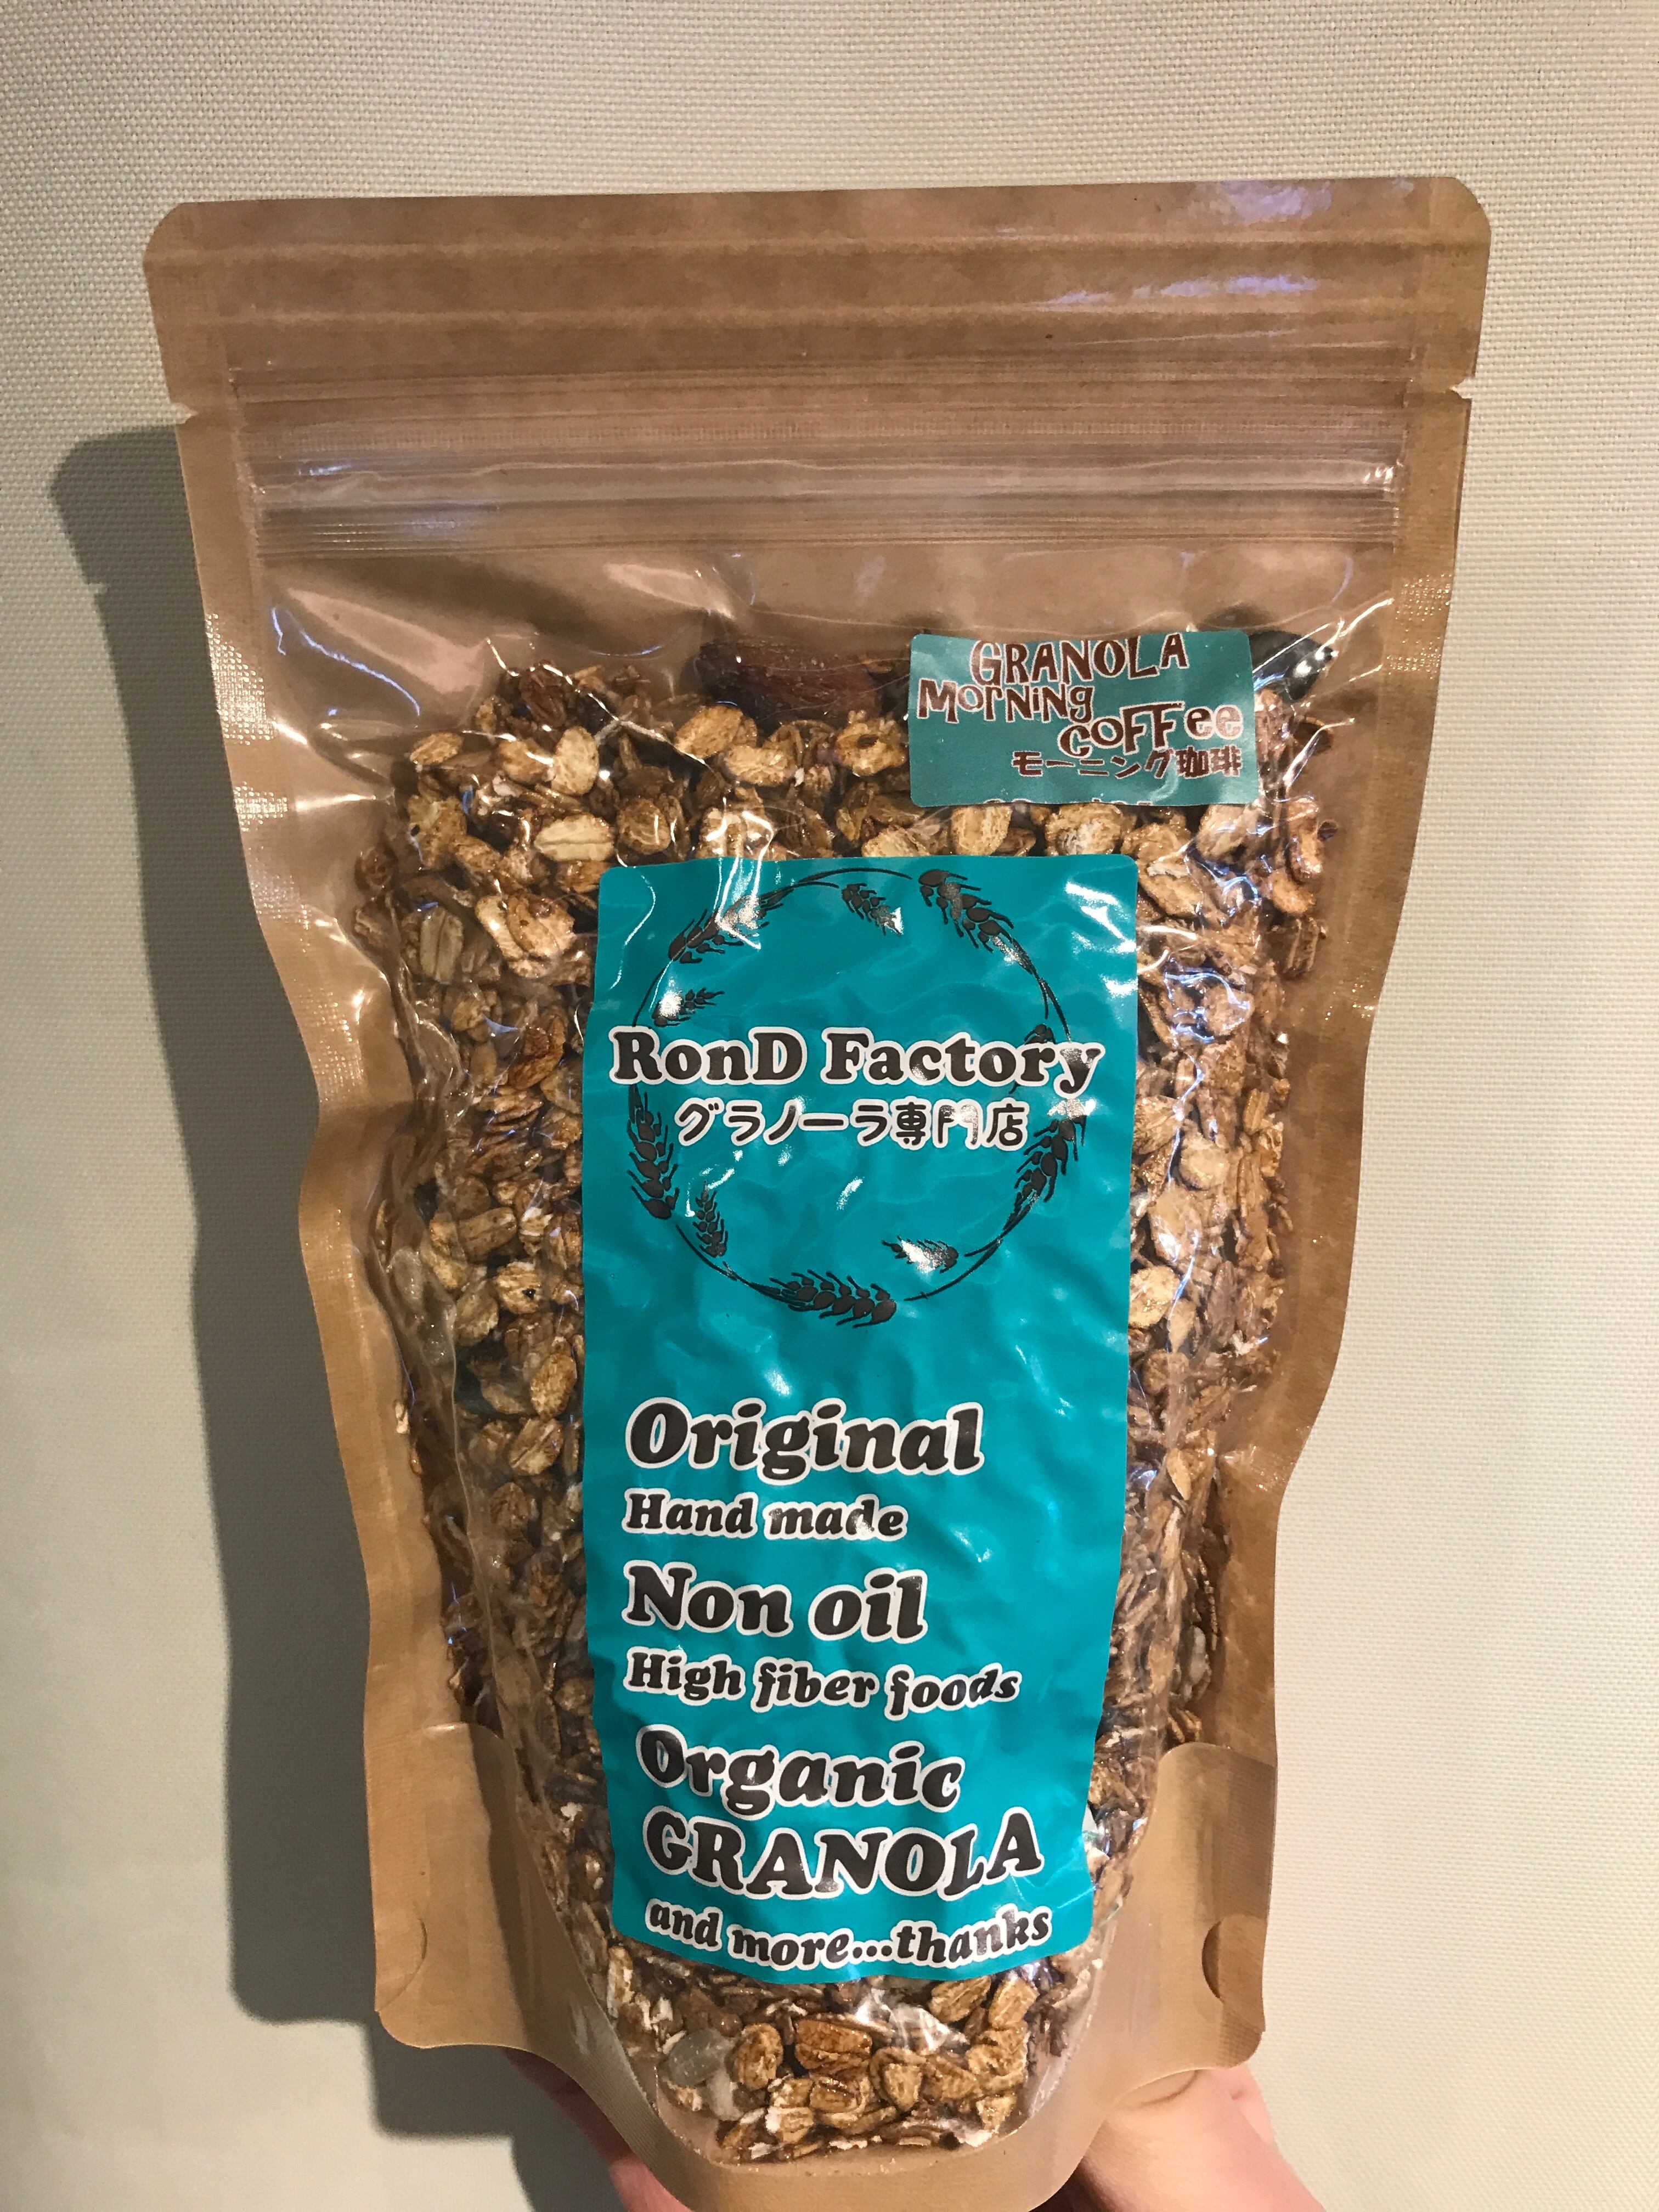 GRANOLA
Morning
COFFee
モーニング珈琲
RonD Factory
グラノーラ専門店
Original
Hand made
Non oil
High fiber foods
Organic
GRANOLA
and more...thanks